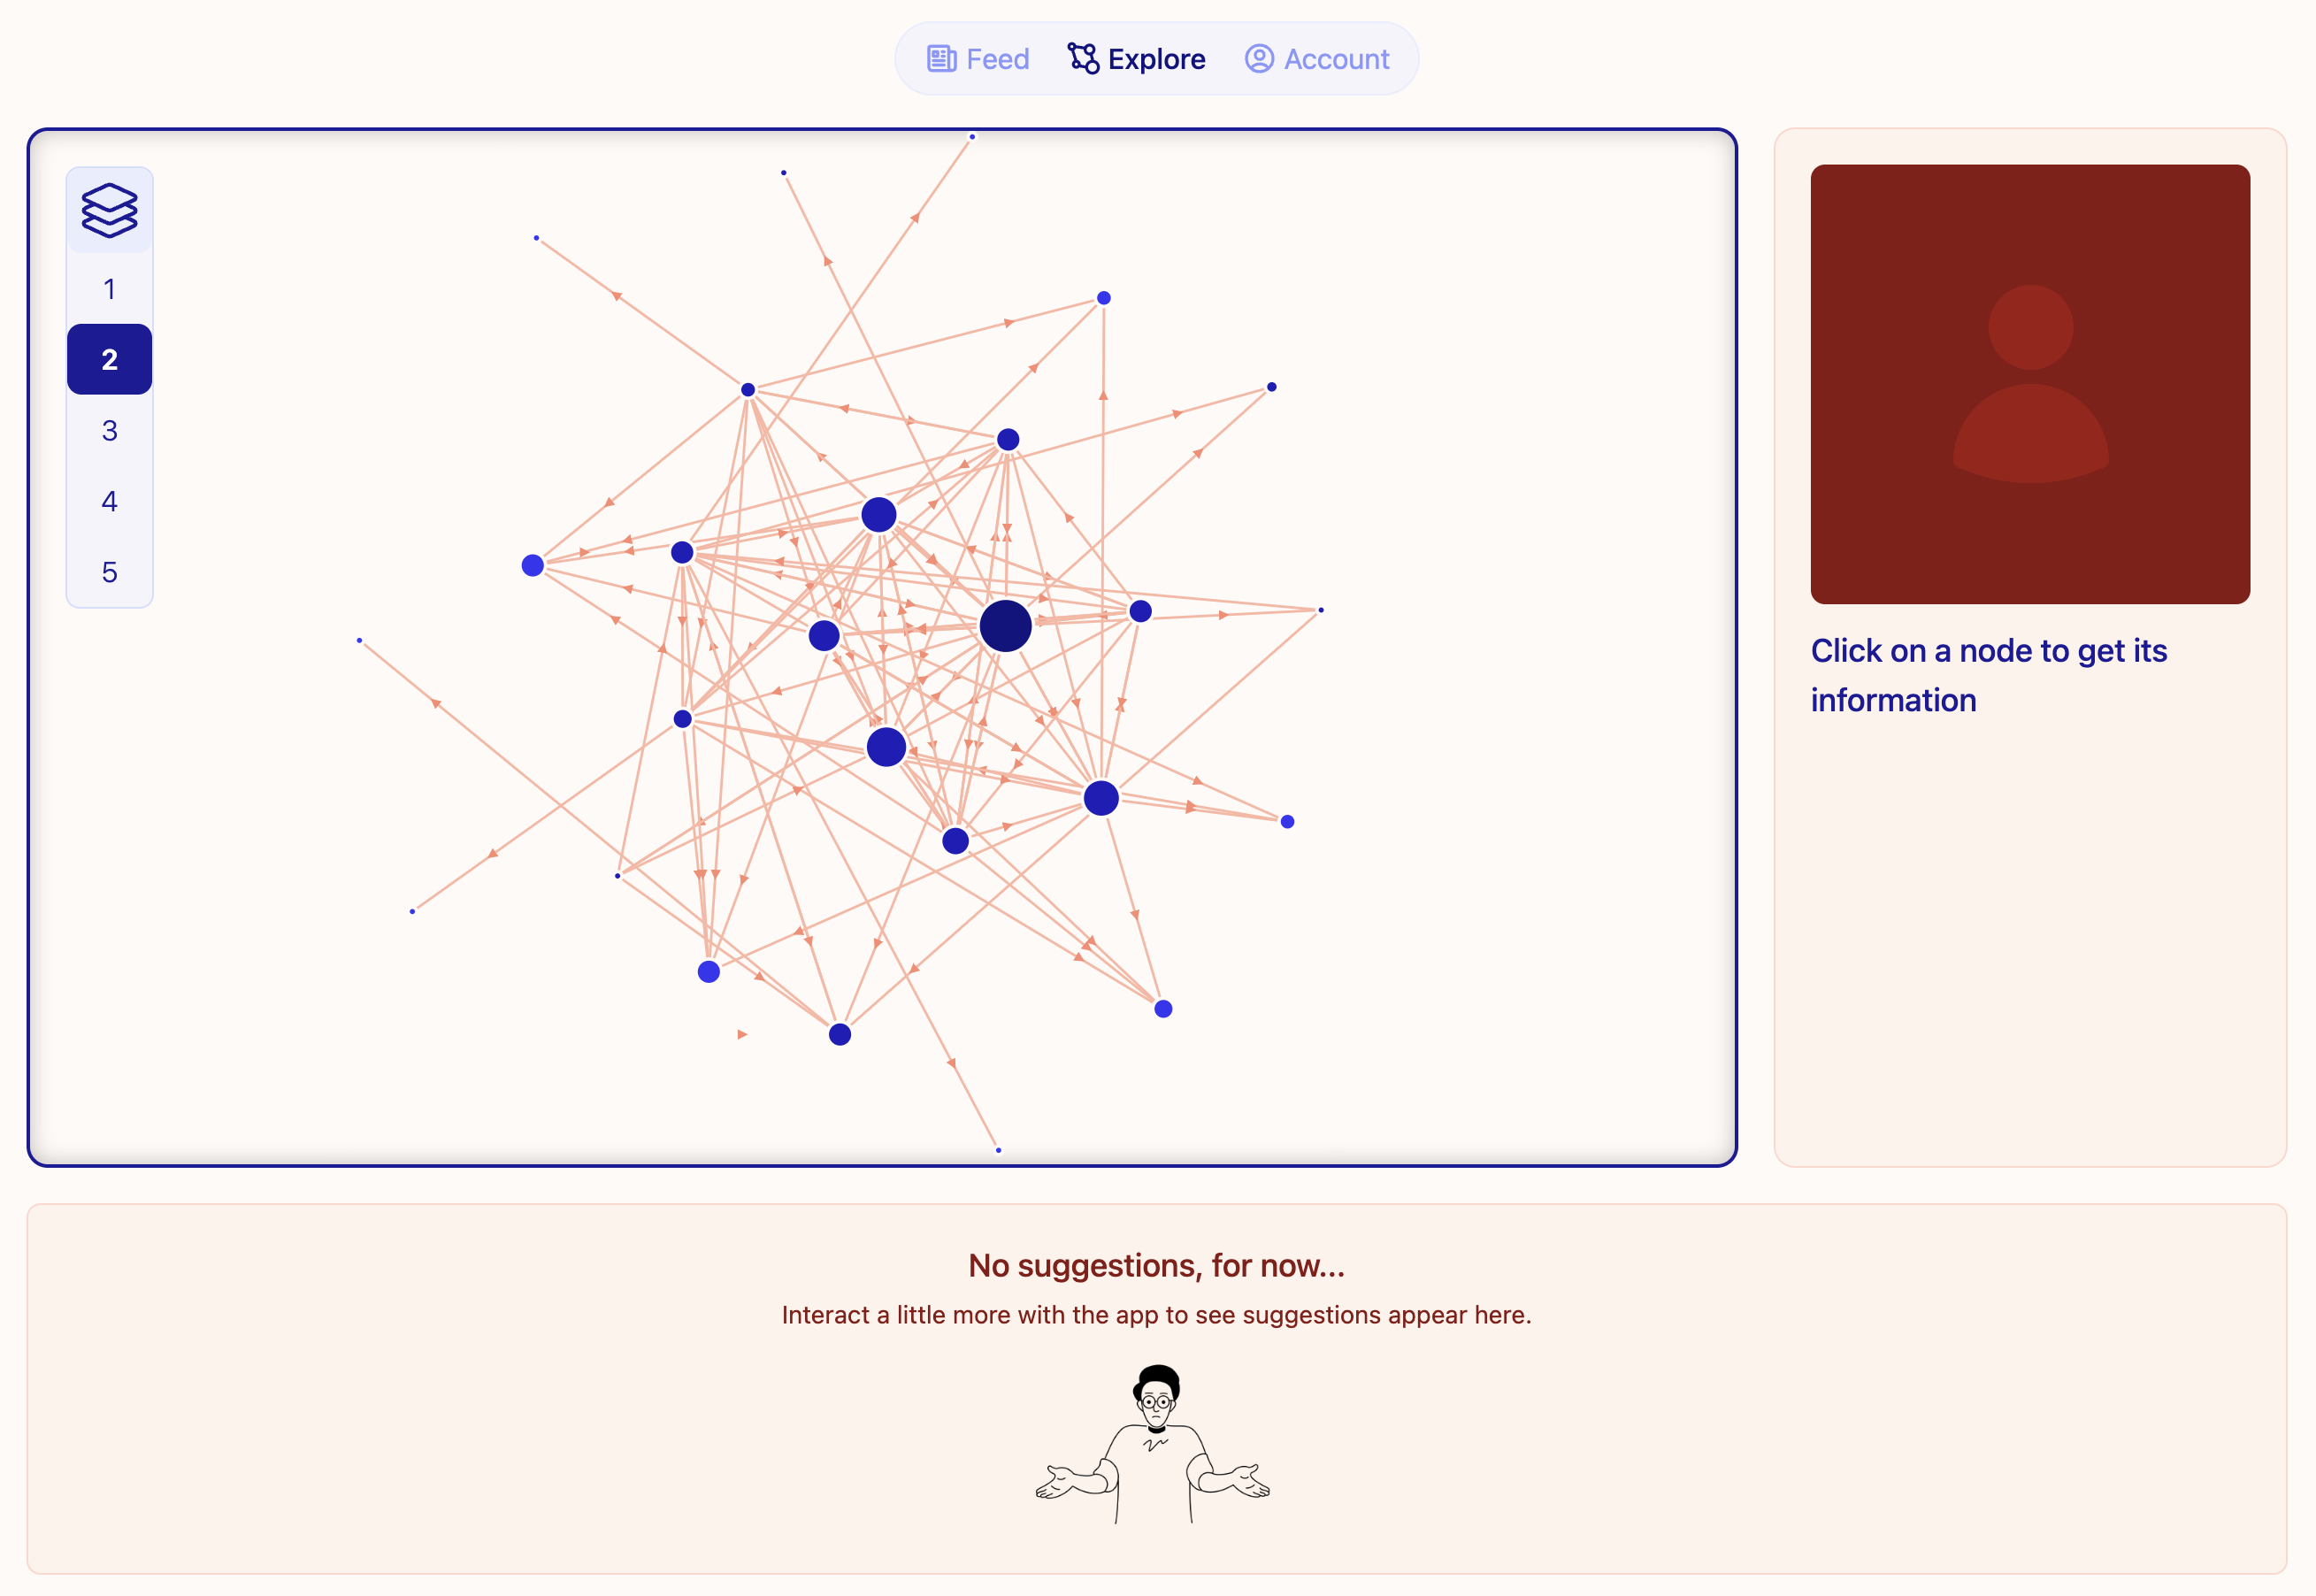 Feed
Explore
Account
1
2
3
4
5
Click on a node to get its
information
No suggestions, for now...
Interact a little more with the app to see suggestions appear here.